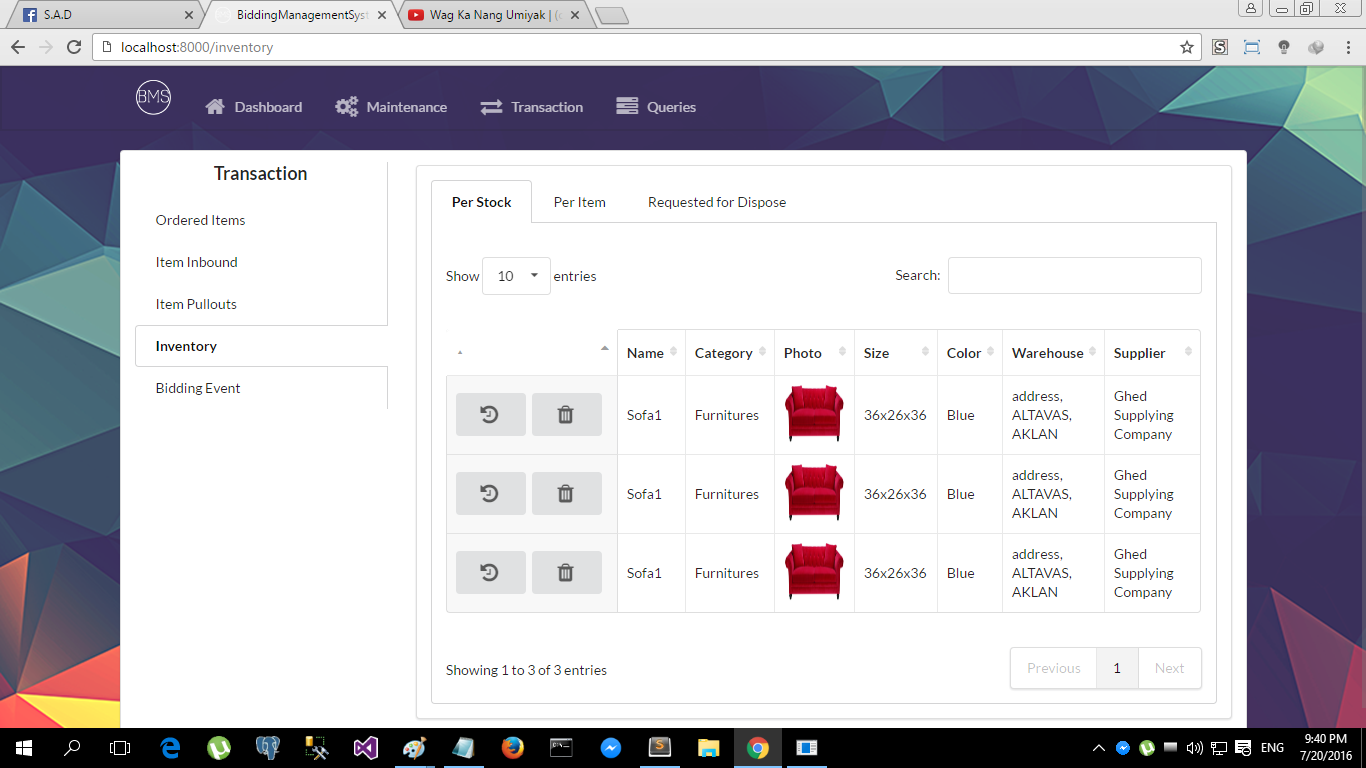 S.A.D
BiddingManagementSyst
Wag Ka Nang Umiyak | (
localhost:8000/inventory
BMS
Dashboard
Maintenance
Transaction
Queries
Transaction
Ordered Items
Item Inbound
Item Pullouts
Inventory
Bidding Event
Per Stock
Per Item
Requested for Dispose
Show 10 entries
Search:
Name Category Photo Size Color Warehouse Supplier
Sofa1 Furnitures 36x26x36 Blue address, ALTAVAS, AKLAN Ghed Supplying Company
Sofa1 Furnitures 36x26x36 Blue address, ALTAVAS, AKLAN Ghed Supplying Company
Sofa1 Furnitures 36x26x36 Blue address, ALTAVAS, AKLAN Ghed Supplying Company
Showing 1 to 3 of 3 entries
Previous 1 Next
ENG
9:40 PM
7/20/2016